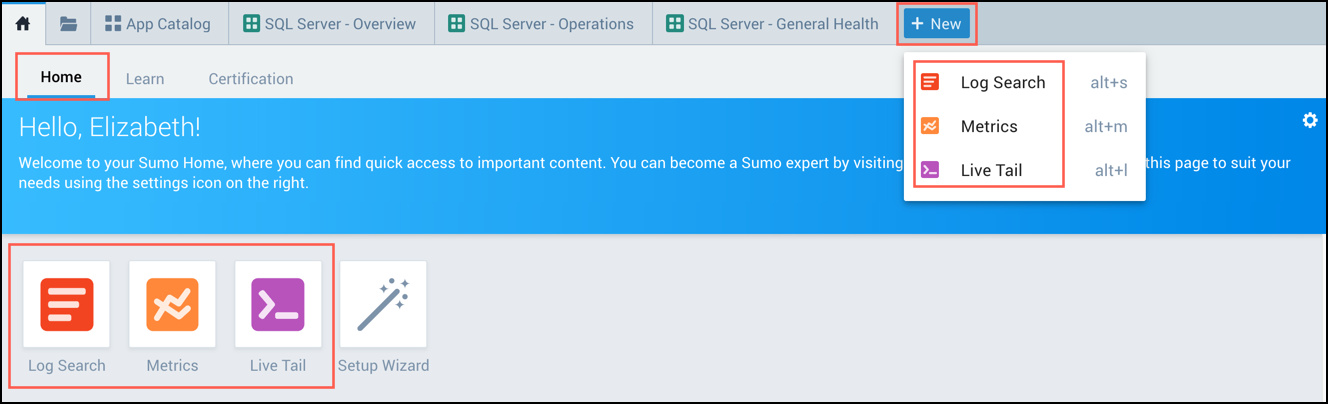 App Catalog
SQL Server - Overview
SQL Server - Operations
SQL Server - General Health
+ New
Home
Learn
Certification
Log Search alt+s
Metrics alt+m
Live Tail alt+l
Hello, Elizabeth!
Welcome to your Sumo Home, where you can find quick access to important content. You can become a Sumo expert by visiting this page to suit your
needs using the settings icon on the right.
Log Search
Metrics
Live Tail
Setup Wizard